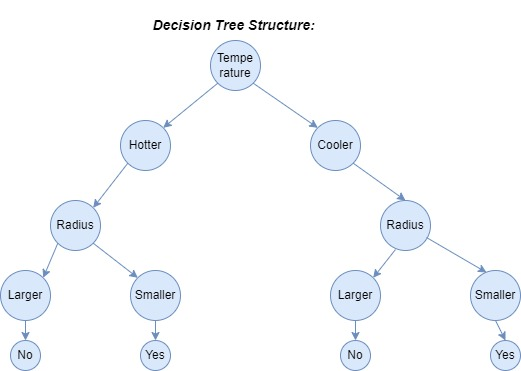 Decision Tree Structure:
Tempe
rature
Hotter
Cooler
Radius
Radius
Larger
Smaller
Larger
Smaller
No
Yes
No
Yes